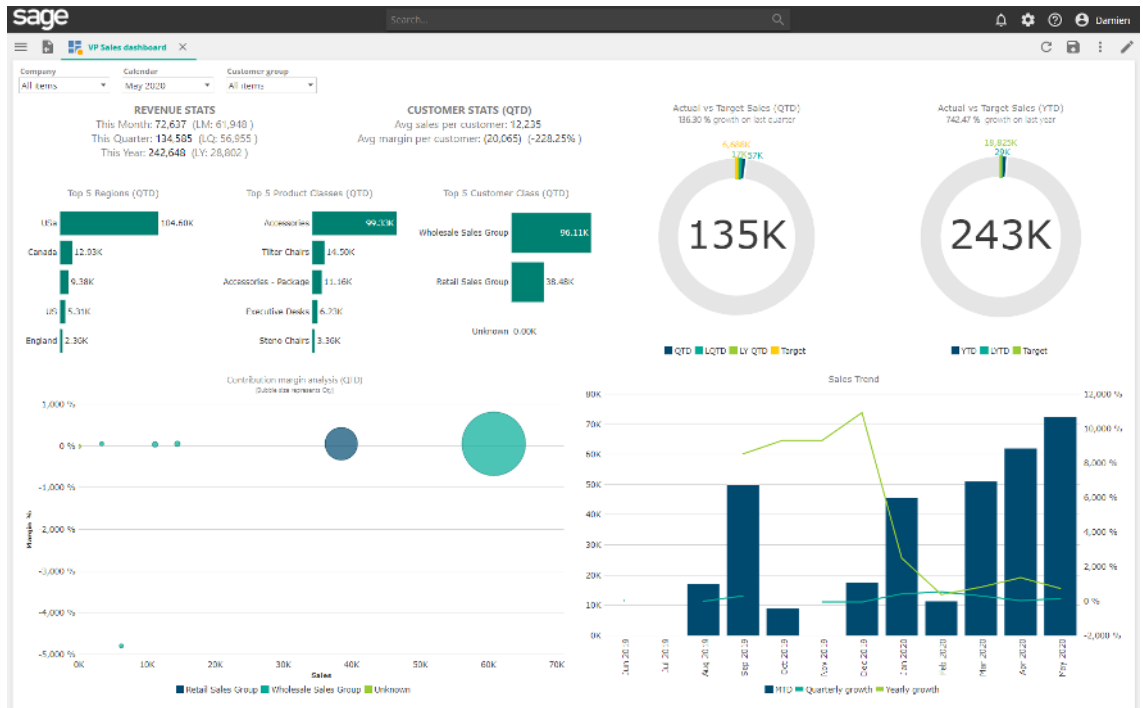 sage
Search...
Damien
VP Sales dashboard
Company
Calendar
Customer group
All items
May 2020
All items
REVENUE STATS
This Month: 72,637 (LM: 61,948 )
This Quarter: 134,585 (LQ: 56,955 )
This Year: 242,648 (LY: 28,802 )
CUSTOMER STATS (QTD)
Avg sales per customer: 12,235
Avg margin per customer: (20,065) (-228.25% )
Actual vs Target Sales (QTD)
136.30 % growth on last quarter
57K
135K
QTD LQTD LY QTD Target
Actual vs Target Sales (YTD)
742.47 % growth on last year
18,825K
29K
243K
YTD LYTD Target
Top 5 Regions (QTD)
USa 104.60K
Canada 12.03K
9.38K
US 5.31K
England 2.36K
Top 5 Product Classes (QTD)
Accessories 99.33K
Tilter Chairs 14.50K
Accessories - Package 11.16K
Executive Desks 6.23K
Steno Chairs 3.36K
Top 5 Customer Class (QTD)
Wholesale Sales Group 96.11K
Retail Sales Group 38.48K
Unknown 0.00K
Contribution margin analysis (QTD)
(Bubble size represents Qty)
Margin %
1,000 %
0 %
-1,000 %
-2,000 %
-3,000 %
-4,000 %
-5,000 %
0K 10K 20K 30K 40K 50K 60K 70K
Sales
Retail Sales Group Wholesale Sales Group Unknown
Sales Trend
80K
70K
60K
50K
40K
30K
20K
10K
0K
12,000 %
10,000 %
8,000 %
6,000 %
4,000 %
2,000 %
0 %
-2,000 %
Jun 2019
Jul 2019
Aug 2019
Sep 2019
Oct 2019
Nov 2019
Dec 2019
Jan 2020
Feb 2020
Mar 2020
Apr 2020
May 2020
MTD Quarterly growth Yearly growth